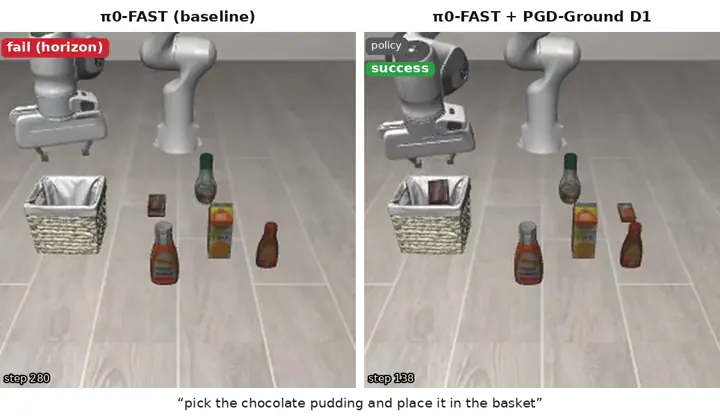 π0-FAST (baseline)
π0-FAST + PGD-Ground D1
fail (horizon)
policy
success
step 280
step 138
“pick the chocolate pudding and place it in the basket”